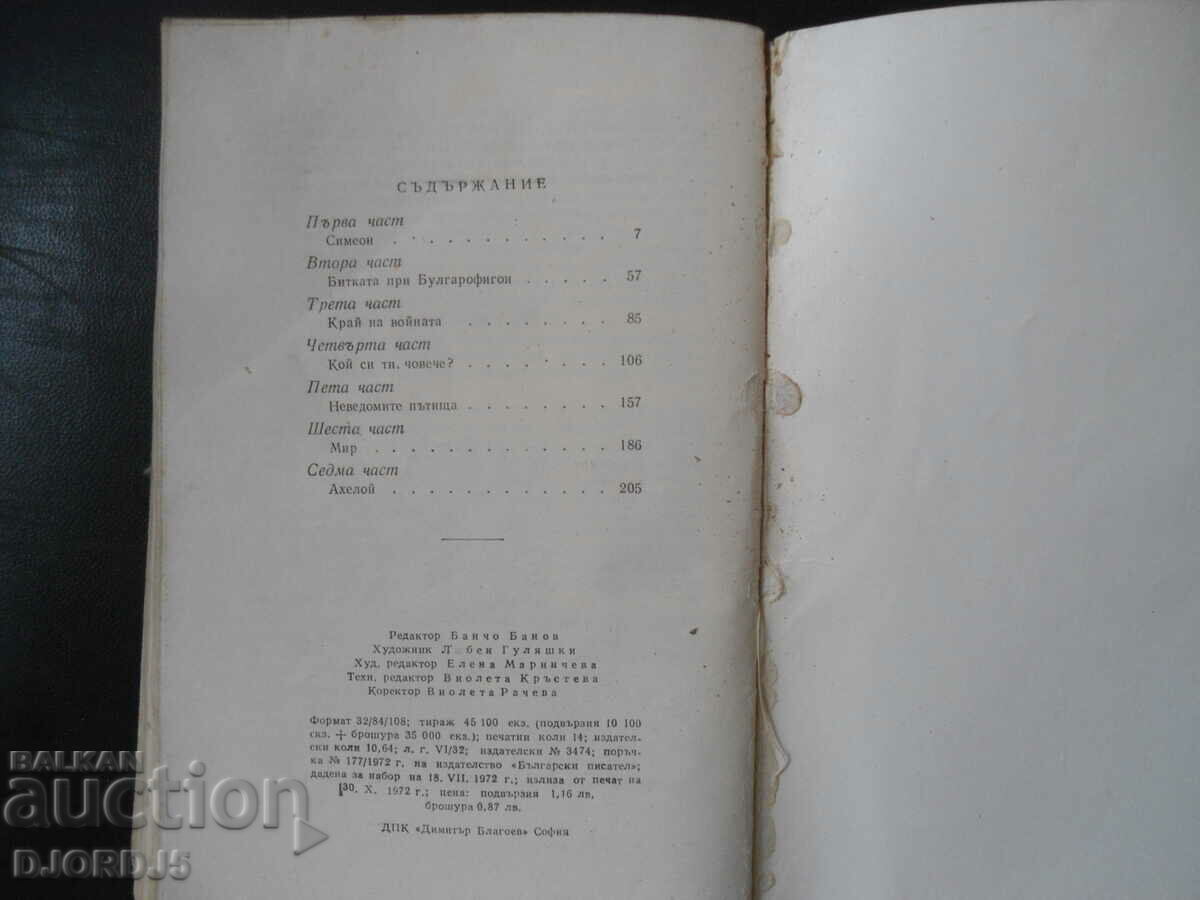 СЪДЪРЖАНИЕ
Първа част
Симеон . . . . . . . . . . . . 7
Втора част
Битката при Булгарофигон . . . . . 57
Трета част
Край на войната . . . . . . . . 85
Четвърта част
Кой си ти, човече? . . . . . . . 106
Пета част
Неведомите пътища . . . . . . . . 157
Шеста част
Мир . . . . . . . . . . . . 186
Седма част
Ахелой . . . . . . . . . . . . 205
Редактор Банчо Банов
Художник Л бен Гуляшки
Худ. редактор Елена Маринчева
Техн. редактор Виолета Кръстева
Коректор Виолета Рачева
Формат 32/84/108; тираж 45 100 екз. (подвързия 10 100
екз. + брошура 35 000 екз.); печатни коли 14; издател-
ски коли 10,64; л. г. VI/32; издателски № 3474; поръч-
ка № 177/1972 г. на издателство «Български писател»;
дадена за набор на 18. VII. 1972 г.; излиза от печат на
30. X. 1972 г.; цена: подвързия 1,16 лв.
брошура 0,87 лв.
ДПК «Димитър Благоев» София
BALKAN
auction
DJORDJ5